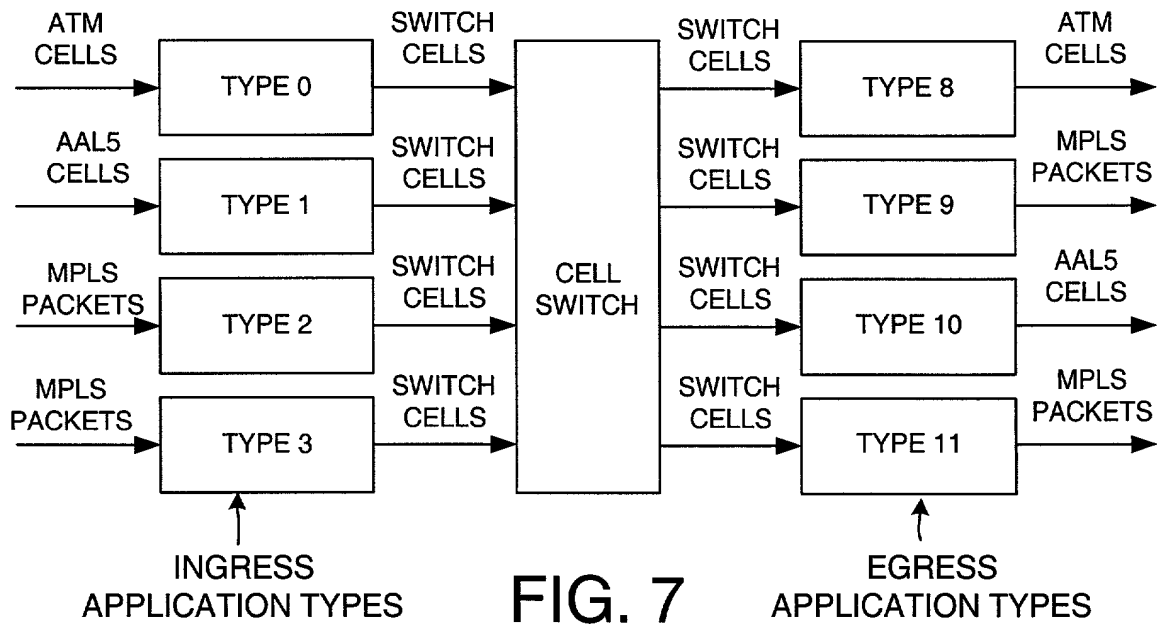 ATM
CELLS
TYPE 0
SWITCH
CELLS
SWITCH
CELLS
TYPE 8
ATM
CELLS
AAL5
CELLS
TYPE 1
SWITCH
CELLS
SWITCH
CELLS
TYPE 9
MPLS
PACKETS
MPLS
PACKETS
TYPE 2
SWITCH
CELLS
CELL
SWITCH
SWITCH
CELLS
TYPE 10
AAL5
CELLS
MPLS
PACKETS
TYPE 3
SWITCH
CELLS
SWITCH
CELLS
TYPE 11
MPLS
PACKETS
INGRESS
APPLICATION TYPES
FIG. 7
EGRESS
APPLICATION TYPES